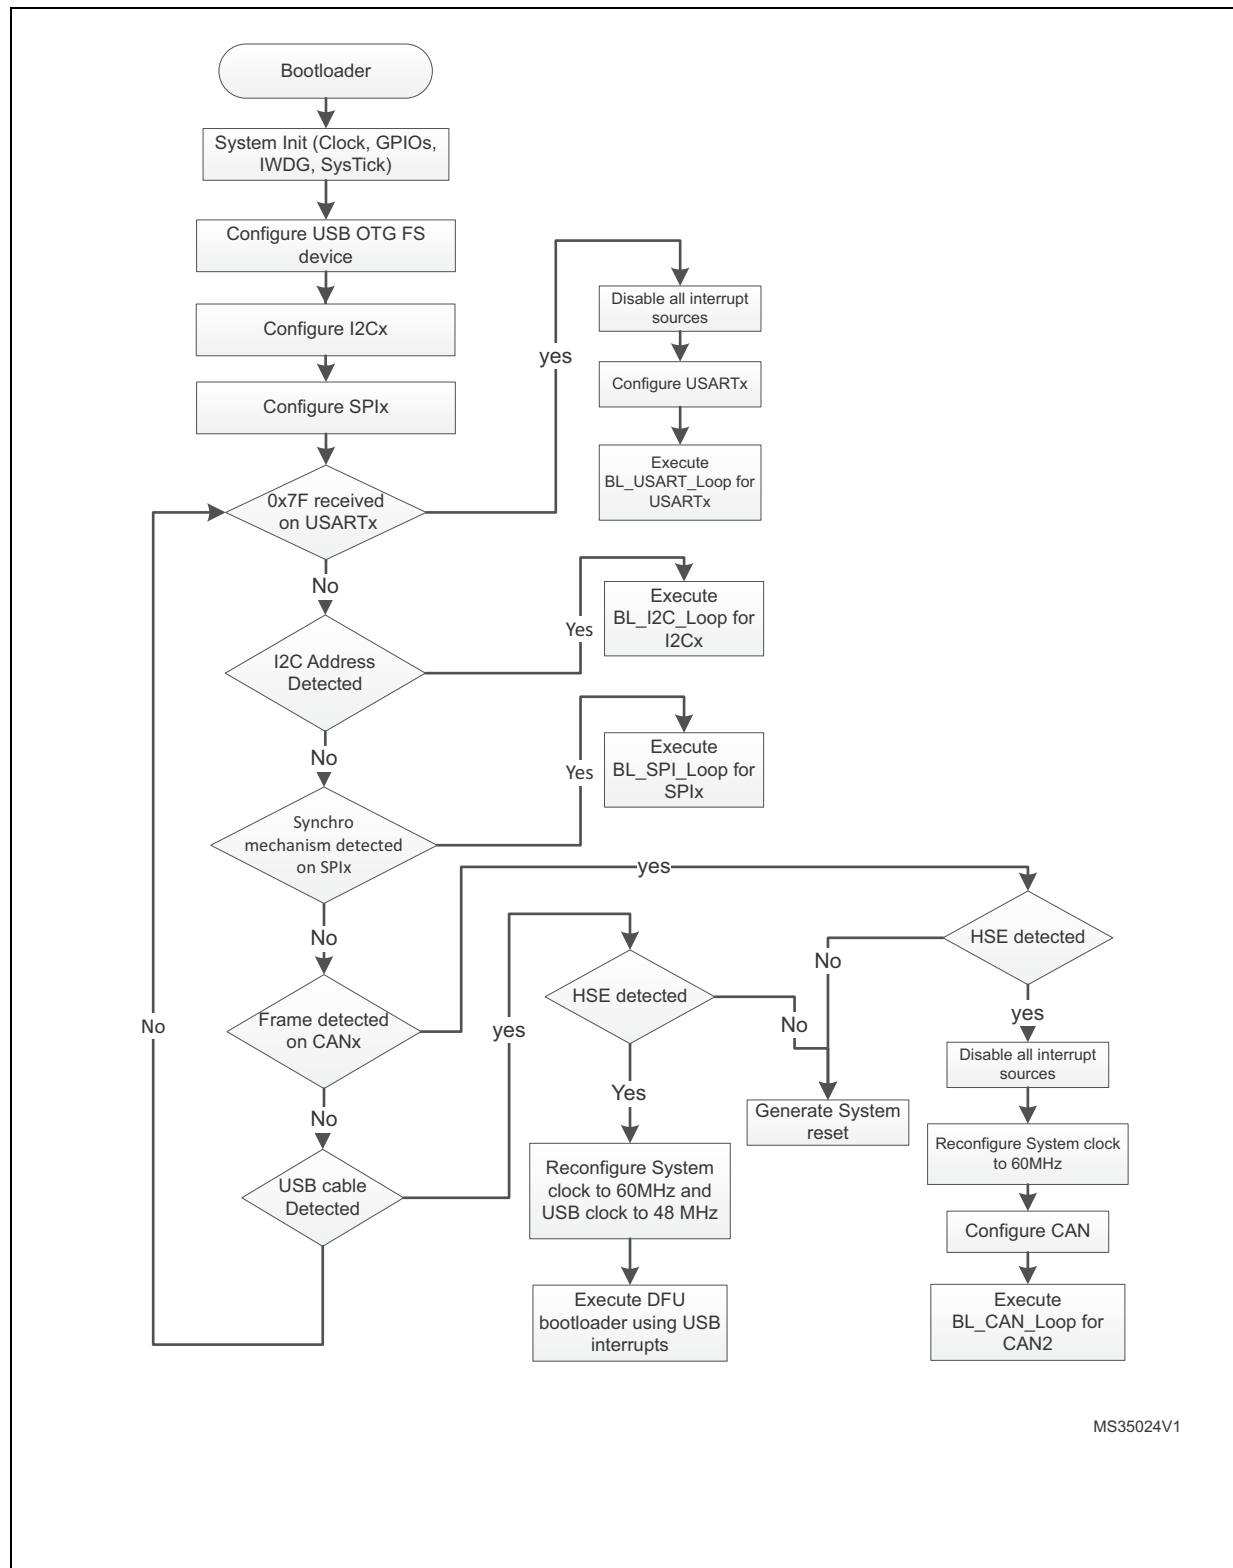 Bootloader
System Init (Clock, GPIOs,
IWDG, SysTick)
Configure USB OTG FS
device
Configure I2Cx
Configure SPIx
0x7F received
on USARTx
yes
Disable all interrupt
sources
Configure USARTx
Execute
BL_USART_Loop for
USARTx
No
I2C Address
Detected
Yes
Execute
BL_I2C_Loop for
I2Cx
No
Synchro
mechanism detected
on SPIx
Yes
Execute
BL_SPI_Loop for
SPIx
No
Frame detected
on CANx
yes
HSE detected
No
yes
Disable all interrupt
sources
Reconfigure System clock
to 60MHz
Configure CAN
Execute
BL_CAN_Loop for
CAN2
No
USB cable
Detected
yes
HSE detected
No
Generate System
reset
Yes
Reconfigure System
clock to 60MHz and
USB clock to 48 MHz
Execute DFU
bootloader using USB
interrupts
No
MS35024V1